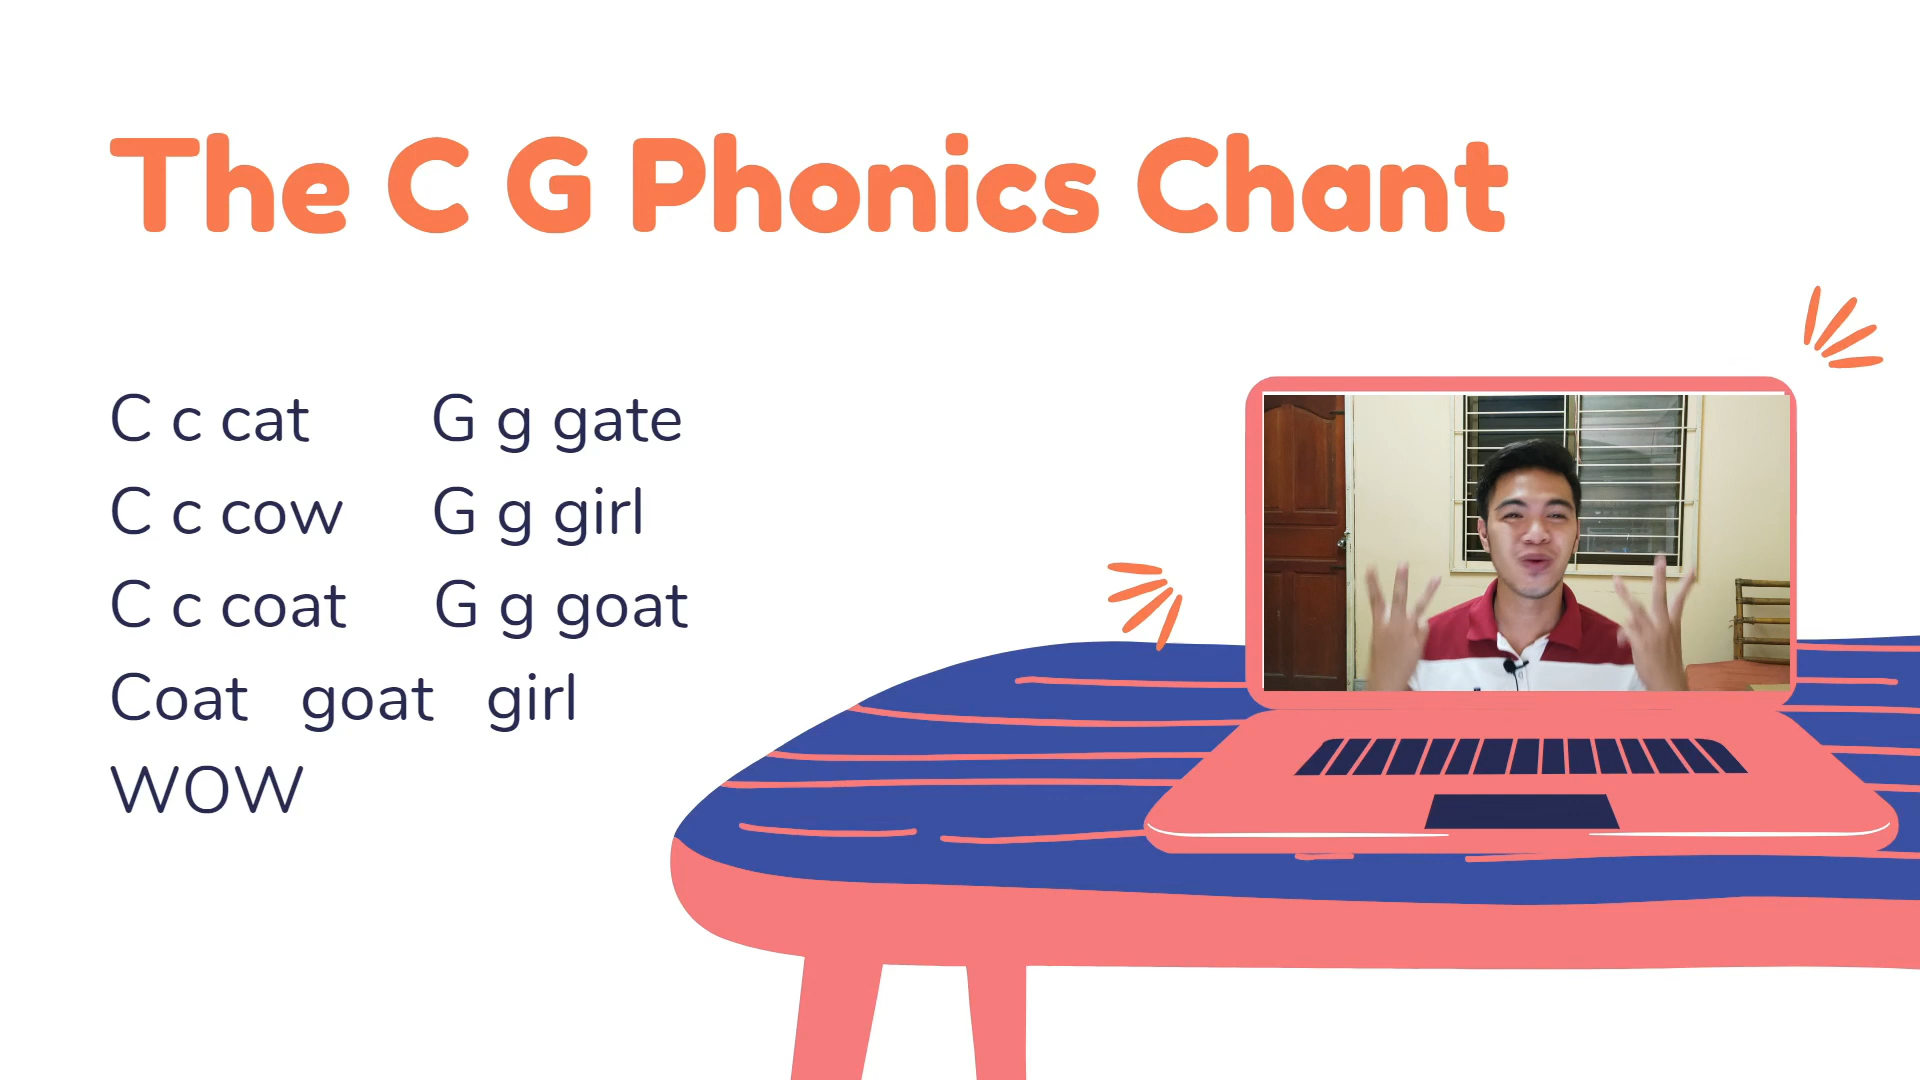 The C G Phonics Chant
C c cat G g gate
C c cow G g girl
C c coat G g goat
Coat goat girl
WOW